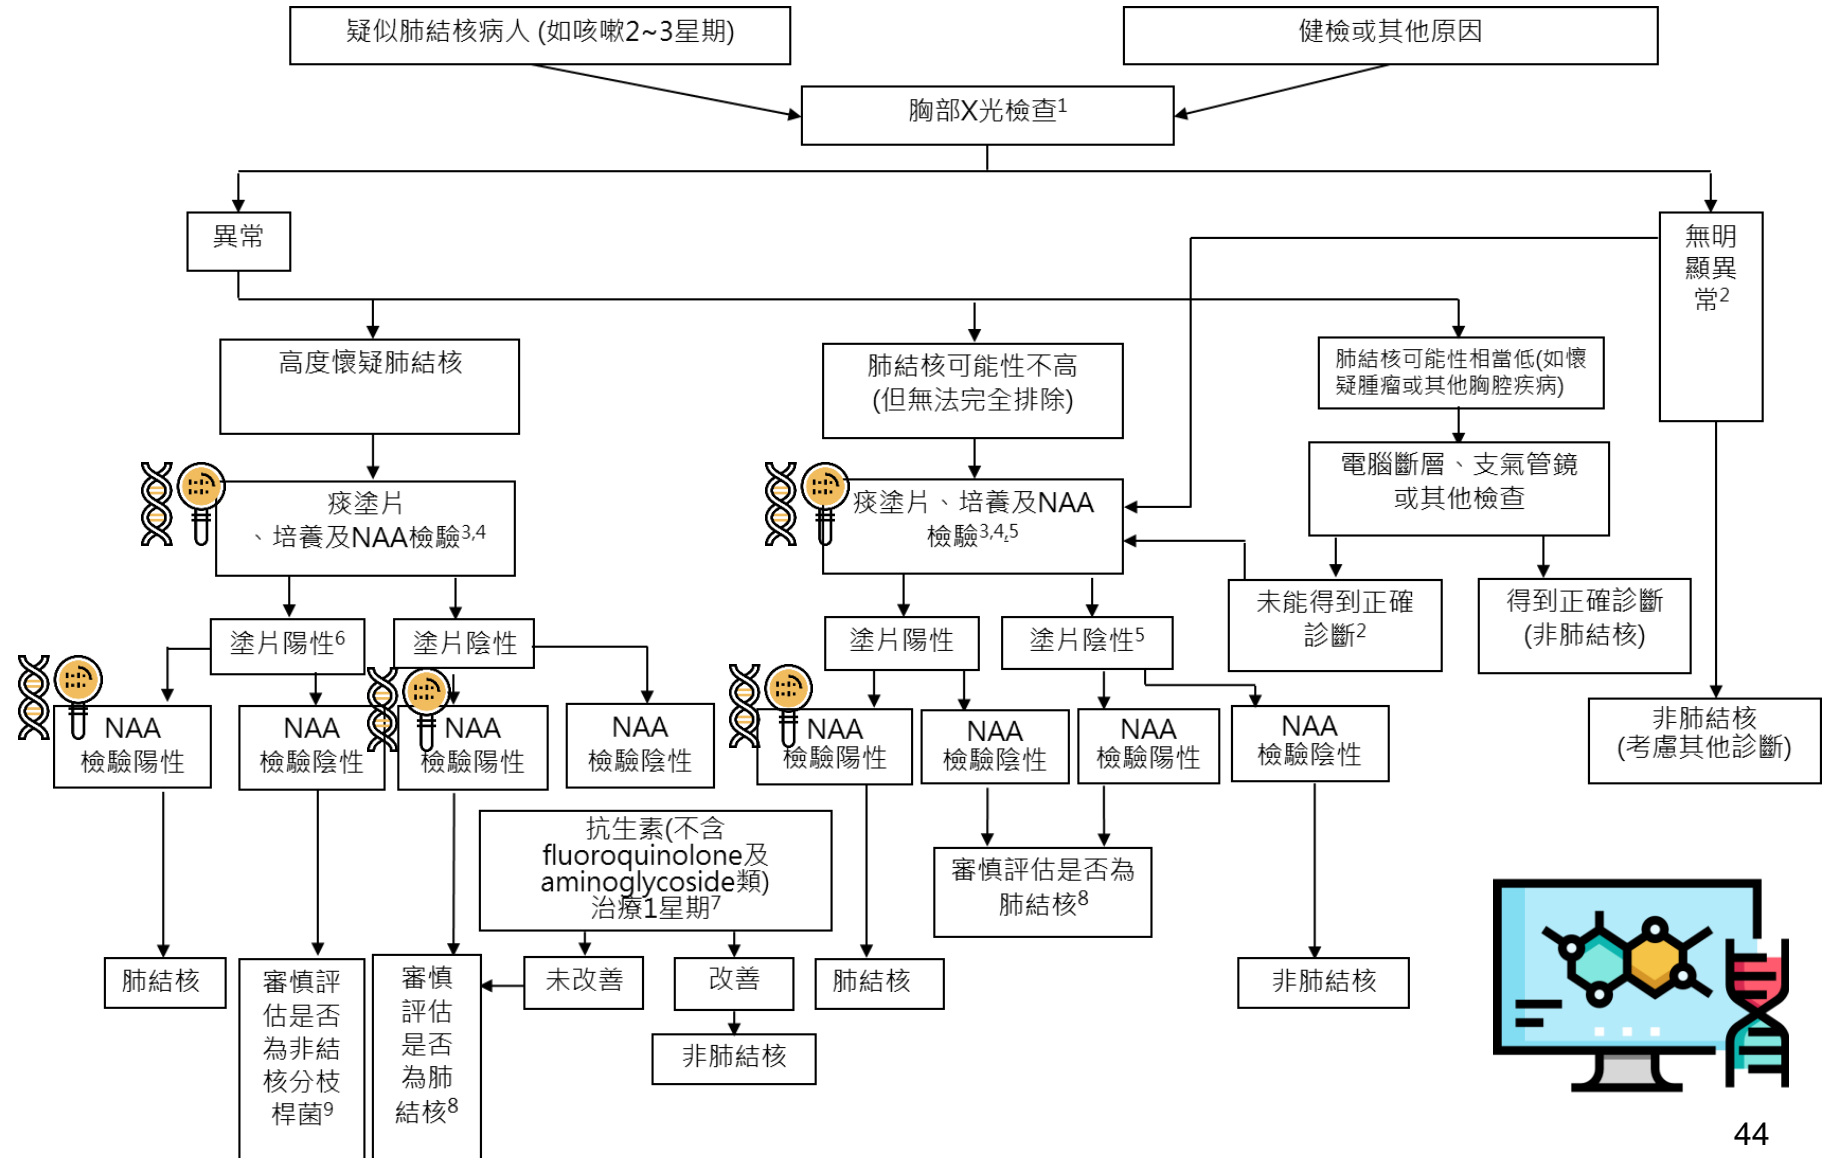 疑似肺結核病人 (如咳嗽2~3星期)
健檢或其他原因
胸部X光檢查1
異常
無明
顯異
常2
高度懷疑肺結核
肺結核可能性不高
(但無法完全排除)
肺結核可能性相當低(如懷
疑腫瘤或其他胸腔疾病)
電腦斷層、支氣管鏡
或其他檢查
痰塗片
、培養及NAA檢驗3,4
痰塗片、培養及NAA
檢驗3,4,5
未能得到正確
診斷2
得到正確診斷
(非肺結核)
塗片陽性6
塗片陰性
塗片陽性
塗片陰性5
NAA
檢驗陽性
NAA
檢驗陰性
NAA
檢驗陽性
NAA
檢驗陰性
NAA
檢驗陽性
NAA
檢驗陰性
NAA
檢驗陽性
NAA
檢驗陰性
非肺結核
(考慮其他診斷)
抗生素(不含
fluoroquinolone及
aminoglycoside類)
治療1星期7
審慎評估是否為
肺結核8
肺結核
審慎評
估是否
為非結
核分枝
桿菌9
審慎
評估
是否
為肺
結核8
未改善
改善
肺結核
非肺結核
非肺結核
44